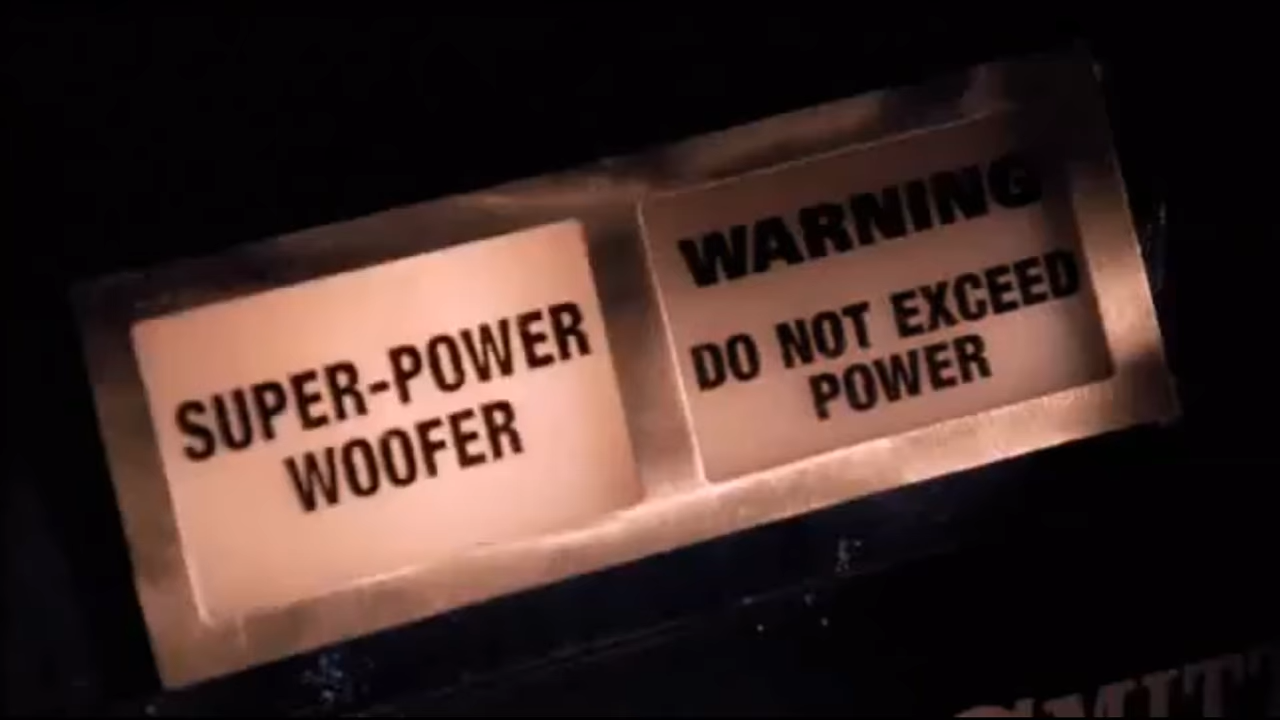 SUPER-POWER
WOOFER
WARNING
DO NOT EXCEED
POWER